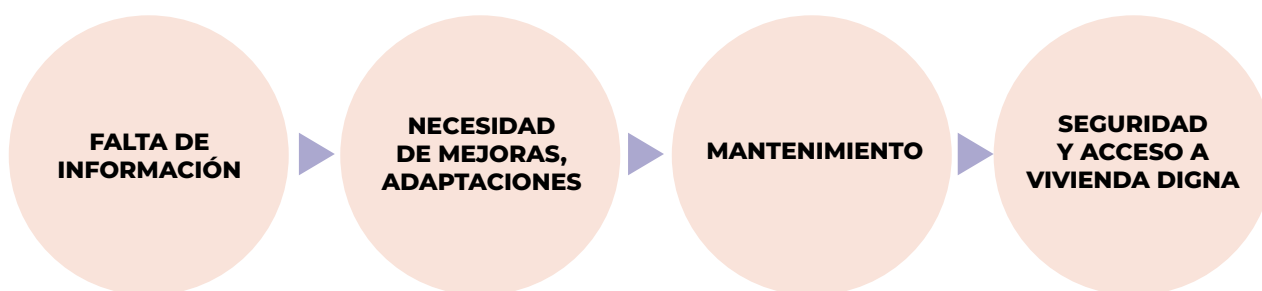 FALTA DE
INFORMACIÓN
NECESIDAD
DE MEJORAS,
ADAPTACIONES
MANTENIMIENTO
SEGURIDAD
Y ACCESO A
VIVIENDA DIGNA